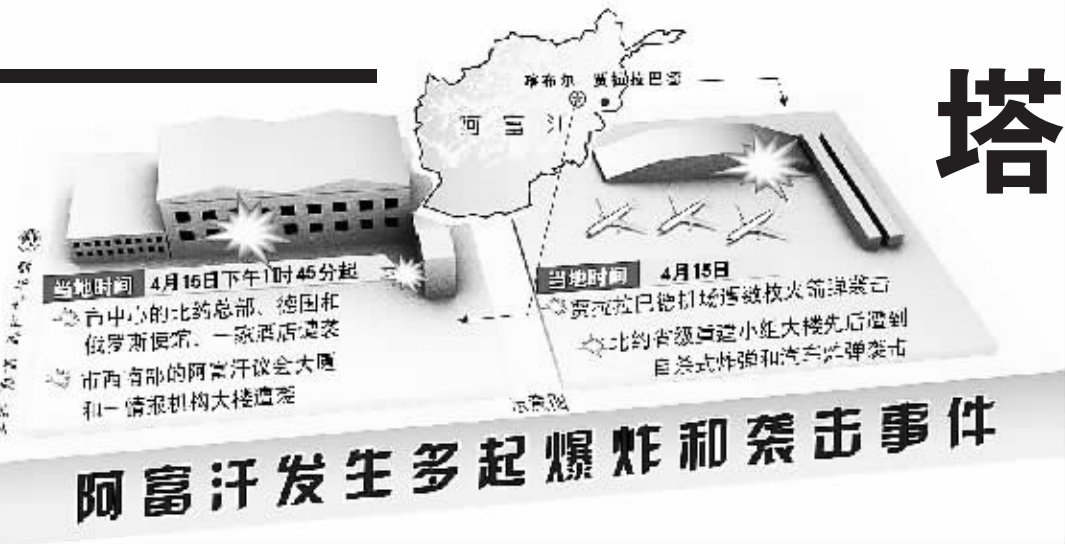 塔
喀布尔 贾拉拉巴德
阿富汗
当地时间 4月15日下午1时45分起
市中心的北约总部、德国和
俄罗斯使馆、一家酒店遭袭
市西南部的阿富汗议会大厦
和一情报机构大楼遭袭
当地时间 4月15日
贾拉拉巴德机场遭数枚火箭弹袭击
北约省级重建小组大楼先后遭到
自杀式炸弹和汽车炸弹袭击
示意图
阿富汗发生多起爆炸和袭击事件